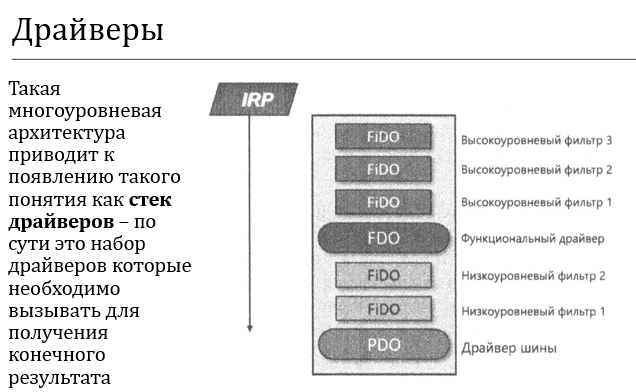 Драйверы
Такая
многоуровневая
архитектура
приводит к
появлению такого
понятия как стек
драйверов – по
сути это набор
драйверов которые
необходимо
вызывать для
получения
конечного
результата
IRP
FiDO Высокоуровневый фильтр 3
FiDO Высокоуровневый фильтр 2
FiDO Высокоуровневый фильтр 1
FDO Функциональный драйвер
FiDO Низкоуровневый фильтр 2
FiDO Низкоуровневый фильтр 1
PDO Драйвер шины